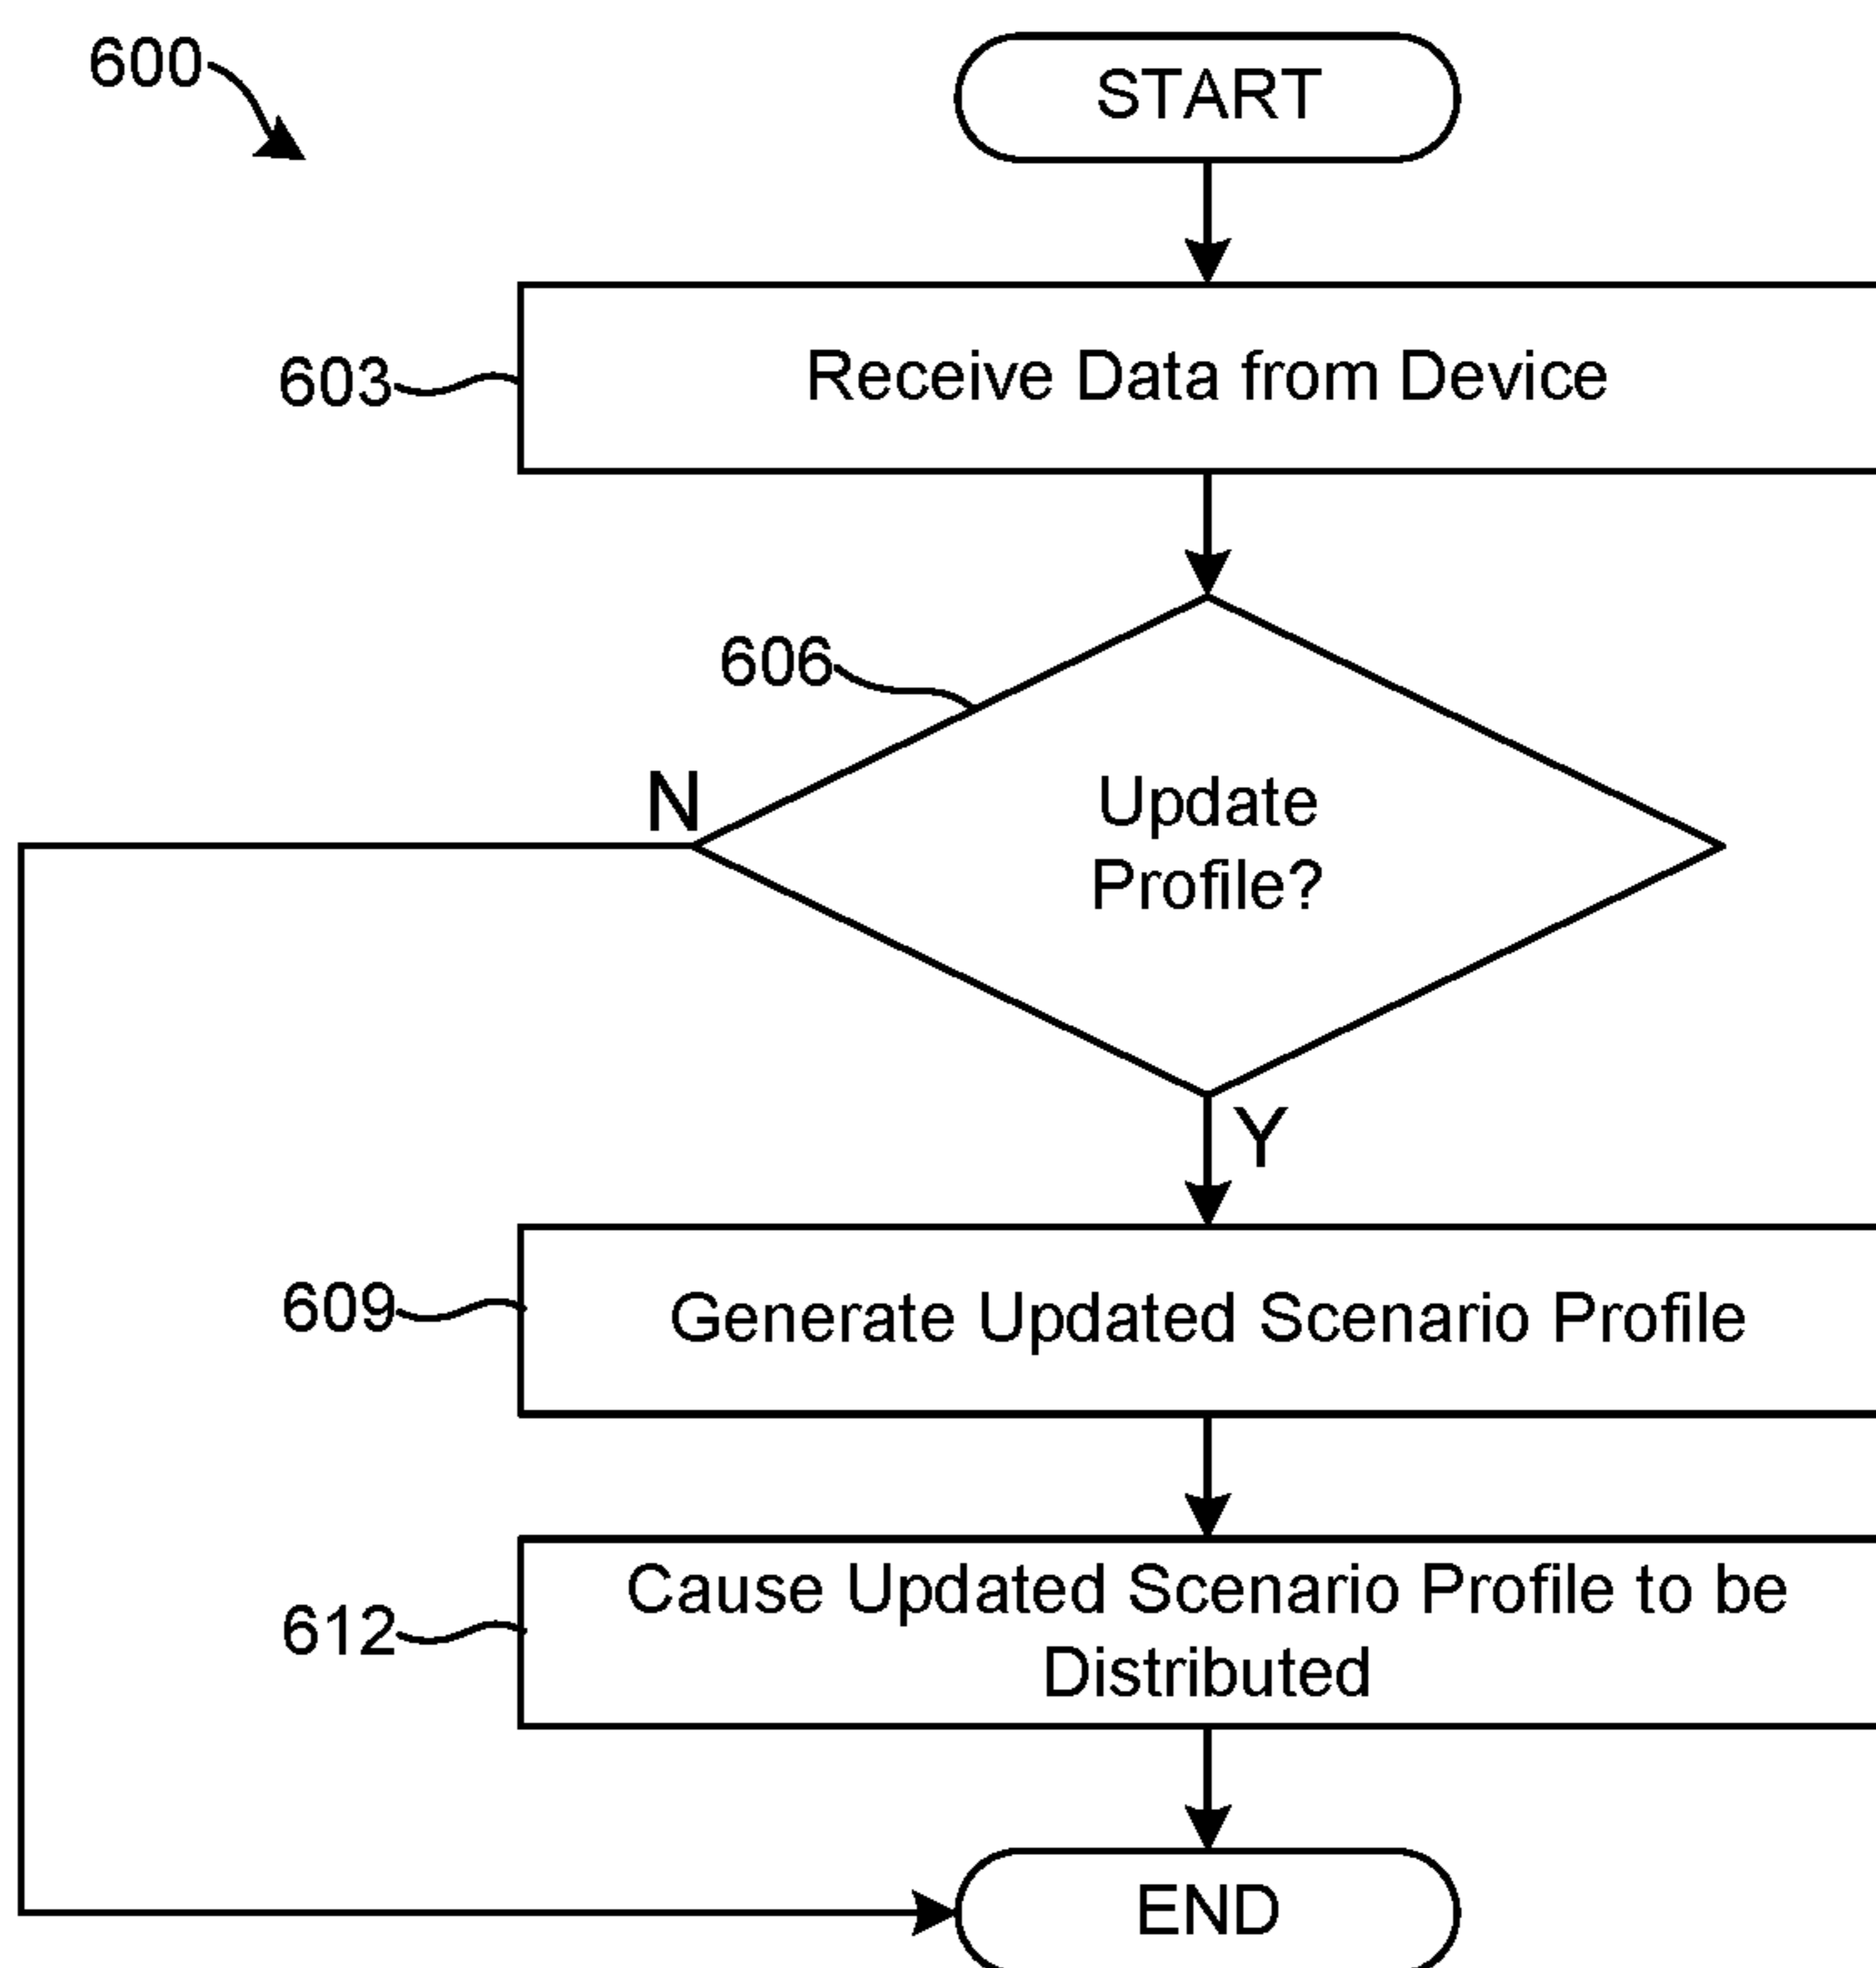 600
START
603
Receive Data from Device
606
N
Update
Profile?
Y
609
Generate Updated Scenario Profile
612
Cause Updated Scenario Profile to be
Distributed
END